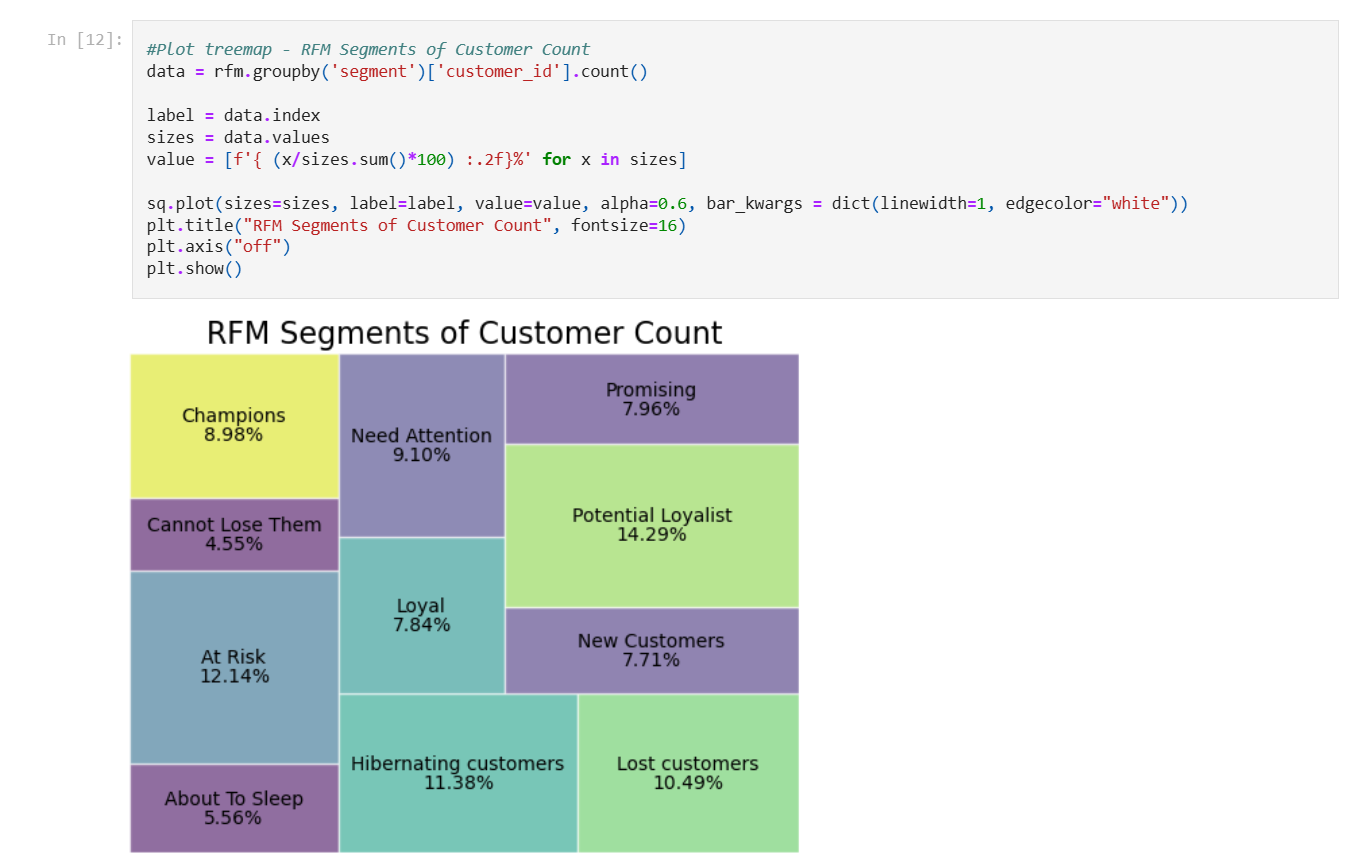 In [12]:
#Plot treemap - RFM Segments of Customer Count
data = rfm.groupby('segment')['customer_id'].count()
label = data.index
sizes = data.values
value = [f'{ (x/sizes.sum()*100) :.2f}%' for x in sizes]
sq.plot(sizes=sizes, label=label, value=value, alpha=0.6, bar_kwargs = dict(linewidth=1, edgecolor="white"))
plt.title("RFM Segments of Customer Count", fontsize=16)
plt.axis("off")
plt.show()
RFM Segments of Customer Count
Champions
8.98%
Cannot Lose Them
4.55%
At Risk
12.14%
About To Sleep
5.56%
Need Attention
9.10%
Loyal
7.84%
Promising
7.96%
Potential Loyalist
14.29%
New Customers
7.71%
Hibernating customers
11.38%
Lost customers
10.49%